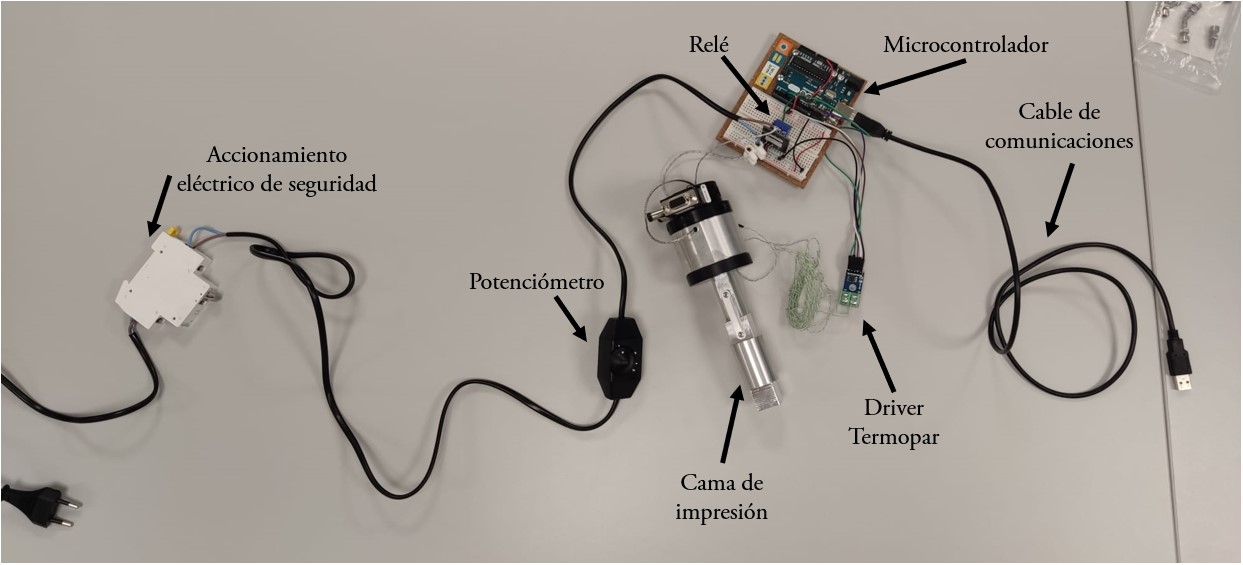 Relé
Microcontrolador
Cable de
comunicaciones
Accionamiento
eléctrico de seguridad
Potenciómetro
Driver
Termopar
Cama de
impresión